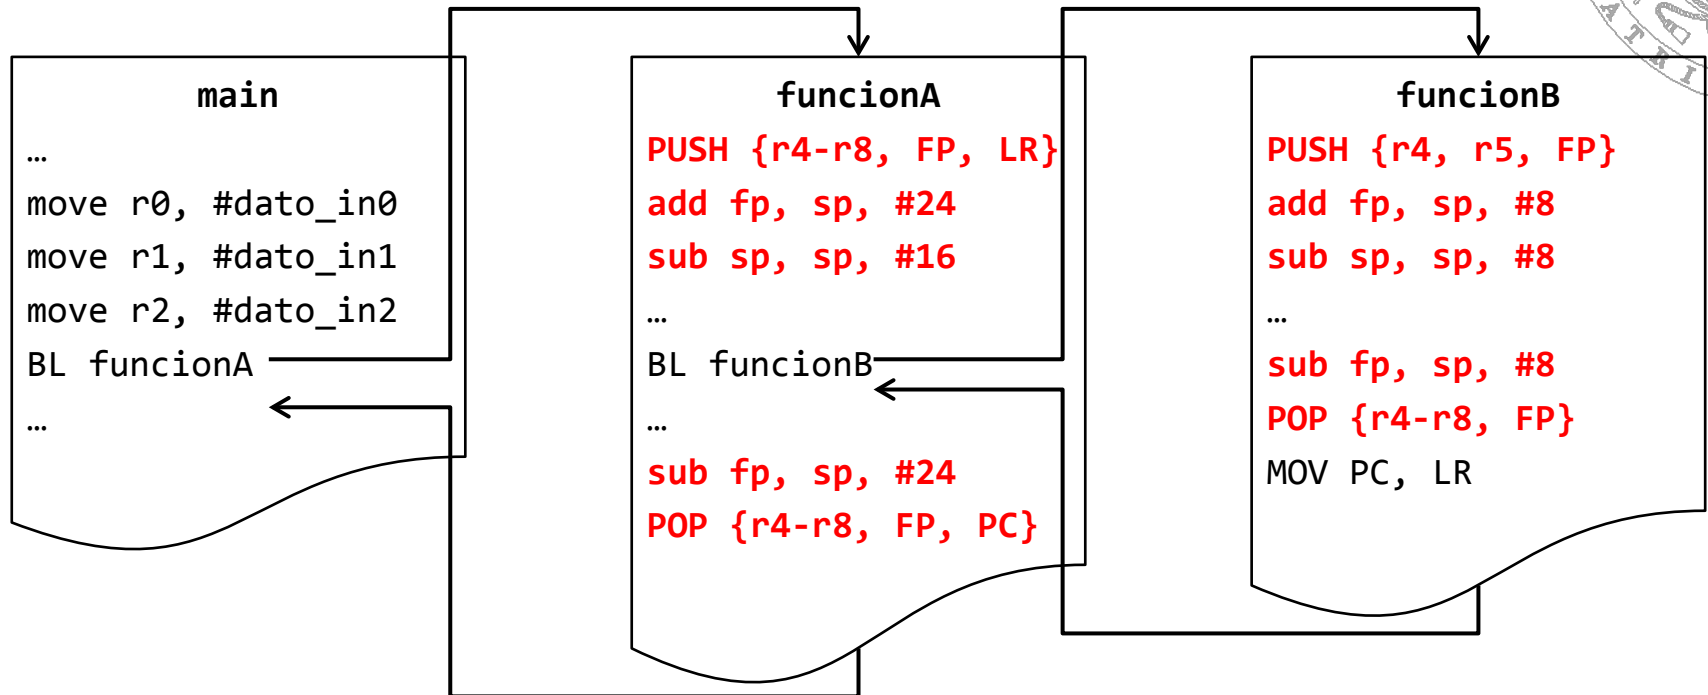 main
…
move r0, #dato_in0
move r1, #dato_in1
move r2, #dato_in2
BL funcionA
…
funcionA
PUSH {r4-r8, FP, LR}
add fp, sp, #24
sub sp, sp, #16
…
BL funcionB
…
sub fp, sp, #24
POP {r4-r8, FP, PC}
funcionB
PUSH {r4, r5, FP}
add fp, sp, #8
sub sp, sp, #8
…
sub fp, sp, #8
POP {r4-r8, FP}
MOV PC, LR